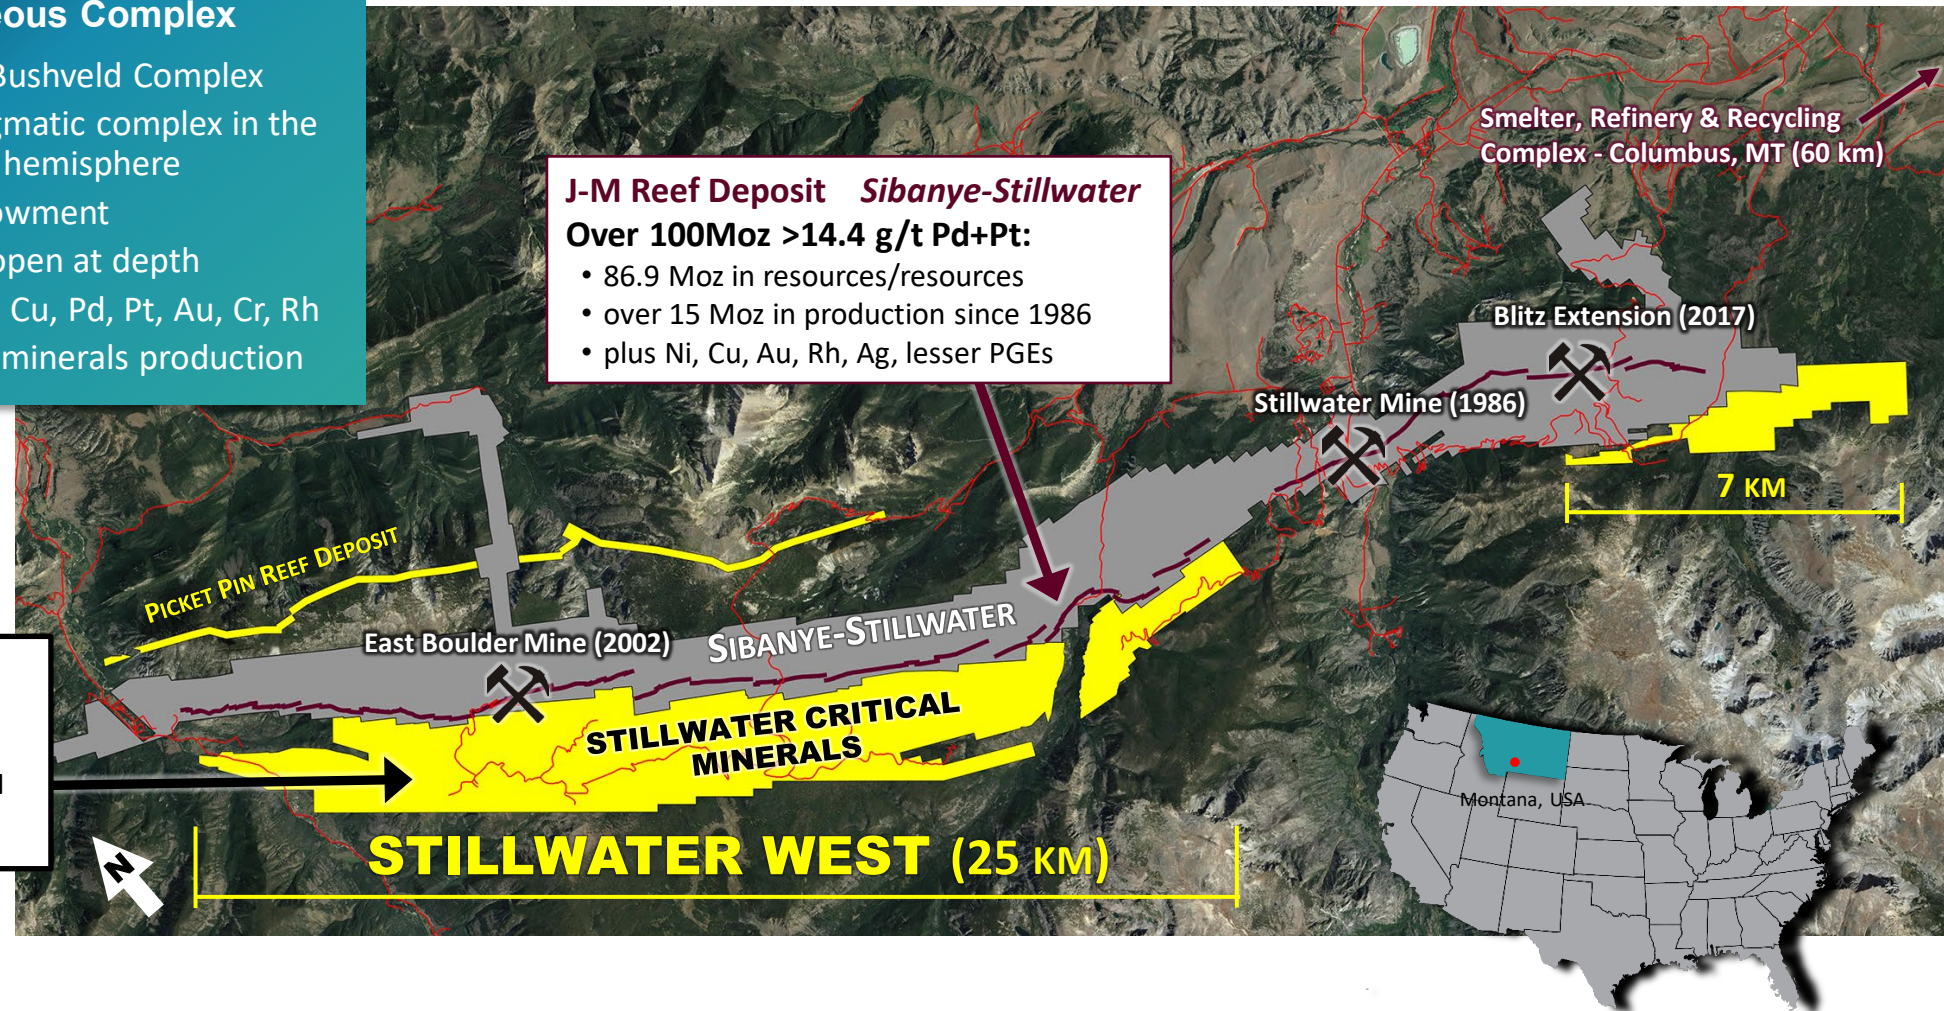 eous Complex
Bushveld Complex
gmatic complex in the
hemisphere
owment
open at depth
Cu, Pd, Pt, Au, Cr, Rh
minerals production
J-M Reef Deposit Sibanye-Stillwater
Over 100Moz >14.4 g/t Pd+Pt:
• 86.9 Moz in resources/resources
• over 15 Moz in production since 1986
• plus Ni, Cu, Au, Rh, Ag, lesser PGEs
Smelter, Refinery & Recycling
Complex - Columbus, MT (60 km)
Blitz Extension (2017)
Stillwater Mine (1986)
7 KM
PICKET PIN REEF DEPOSIT
East Boulder Mine (2002)
SIBANYE-STILLWATER
STILLWATER CRITICAL
MINERALS
N
STILLWATER WEST (25 KM)
Montana, USA